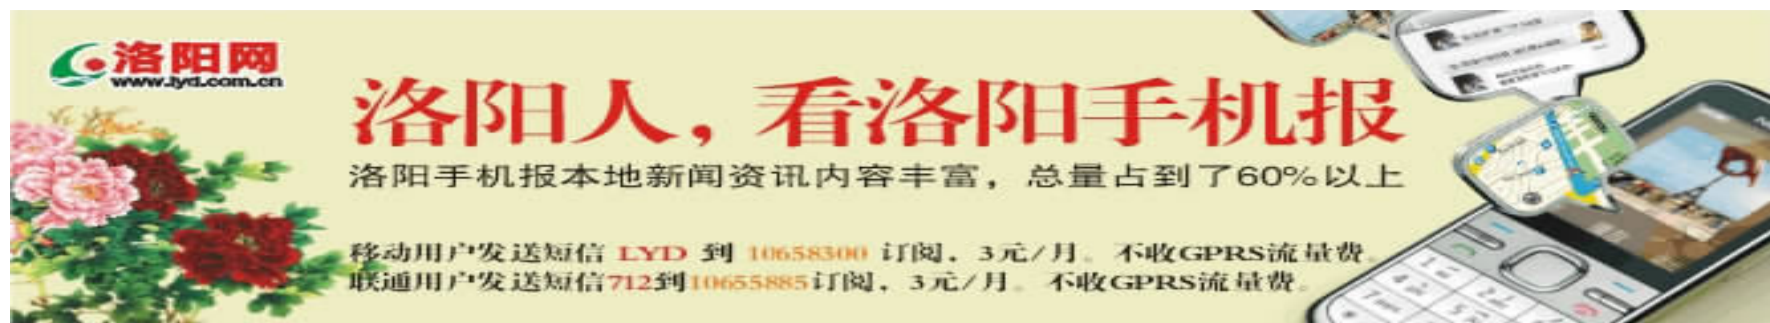 洛阳网
www.lyd.com.cn
洛阳人，看洛阳手机报
洛阳手机报本地新闻资讯内容丰富，总量占到了60%以上
移动用户发送短信 LYD 到 10658300 订阅，3元/月。不收GPRS流量费。
联通用户发送短信712到10655885订阅，3元/月。不收GPRS流量费。